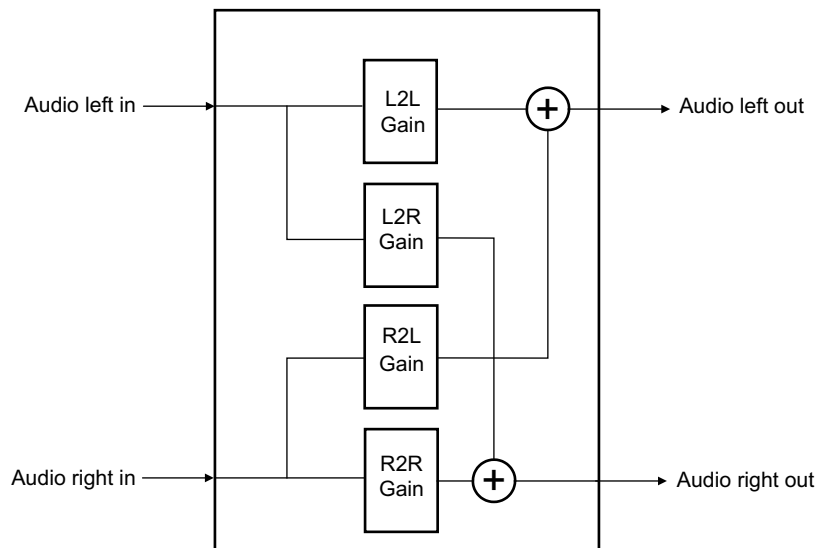 Audio left in
L2L
Gain
+
Audio left out
L2R
Gain
R2L
Gain
Audio right in
R2R
Gain
+
Audio right out